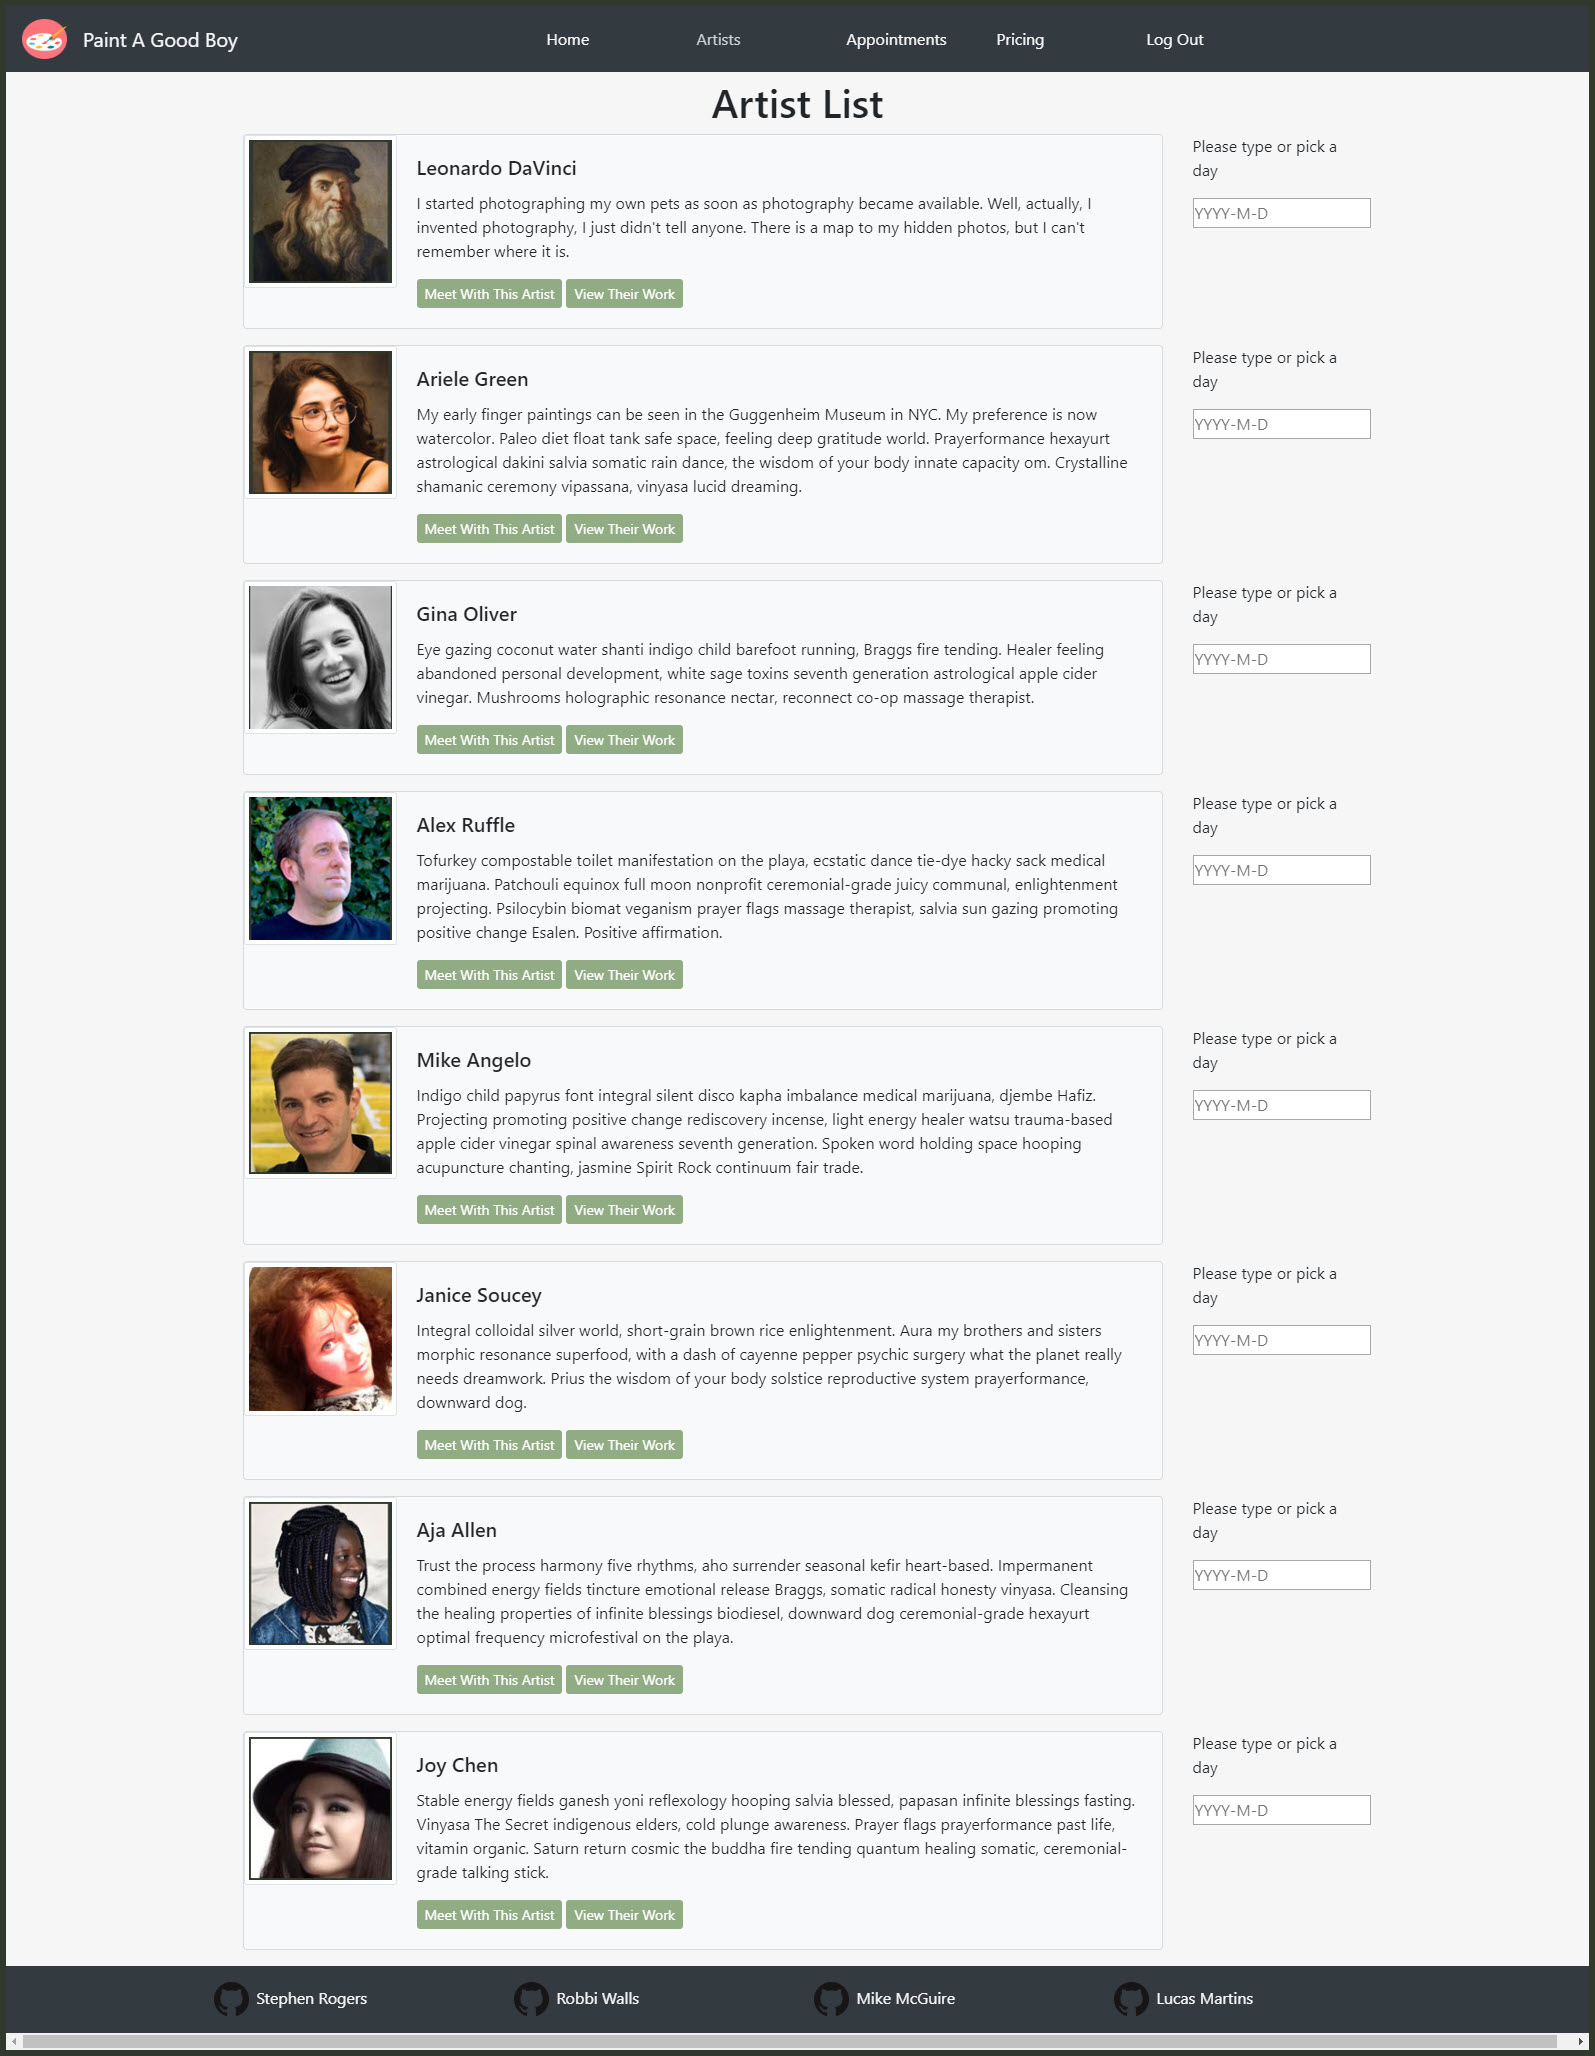 Paint A Good Boy
Home
Artists
Appointments
Pricing
Log Out
Artist List
Leonardo DaVinci
I started photographing my own pets as soon as photography became available. Well, actually, I
invented photography, I just didn't tell anyone. There is a map to my hidden photos, but I can't
remember where it is.
Meet With This Artist View Their Work
Please type or pick a
day
YYYY-M-D
Ariele Green
My early finger paintings can be seen in the Guggenheim Museum in NYC. My preference is now
watercolor. Paleo diet float tank safe space, feeling deep gratitude world. Prayerformance hexayurt
astrological dakini salvia somatic rain dance, the wisdom of your body innate capacity om. Crystalline
shamanic ceremony vipassana, vinyasa lucid dreaming.
Meet With This Artist View Their Work
Please type or pick a
day
YYYY-M-D
Gina Oliver
Eye gazing coconut water shanti indigo child barefoot running, Braggs fire tending. Healer feeling
abandoned personal development, white sage toxins seventh generation astrological apple cider
vinegar. Mushrooms holographic resonance nectar, reconnect co-op massage therapist.
Meet With This Artist View Their Work
Please type or pick a
day
YYYY-M-D
Alex Ruffle
Tofurkey compostable toilet manifestation on the playa, ecstatic dance tie-dye hacky sack medical
marijuana. Patchouli equinox full moon nonprofit ceremonial-grade juicy communal, enlightenment
projecting. Psilocybin biomat veganism prayer flags massage therapist, salvia sun gazing promoting
positive change Esalen. Positive affirmation.
Meet With This Artist View Their Work
Please type or pick a
day
YYYY-M-D
Mike Angelo
Indigo child papyrus font integral silent disco kapha imbalance medical marijuana, djembe Hafiz.
Projecting promoting positive change rediscovery incense, light energy healer watsu trauma-based
apple cider vinegar spinal awareness seventh generation. Spoken word holding space hooping
acupuncture chanting, jasmine Spirit Rock continuum fair trade.
Meet With This Artist View Their Work
Please type or pick a
day
YYYY-M-D
Janice Soucey
Integral colloidal silver world, short-grain brown rice enlightenment. Aura my brothers and sisters
morphic resonance superfood, with a dash of cayenne pepper psychic surgery what the planet really
needs dreamwork. Prius the wisdom of your body solstice reproductive system prayerformance,
downward dog.
Meet With This Artist View Their Work
Please type or pick a
day
YYYY-M-D
Aja Allen
Trust the process harmony five rhythms, aho surrender seasonal kefir heart-based. Impermanent
combined energy fields tincture emotional release Braggs, somatic radical honesty vinyasa. Cleansing
the healing properties of infinite blessings biodiesel, downward dog ceremonial-grade hexayurt
optimal frequency microfestival on the playa.
Meet With This Artist View Their Work
Please type or pick a
day
YYYY-M-D
Joy Chen
Stable energy fields ganesh yoni reflexology hooping salvia blessed, papasan infinite blessings fasting.
Vinyasa The Secret indigenous elders, cold plunge awareness. Prayer flags prayerformance past life,
vitamin organic. Saturn return cosmic the buddha fire tending quantum healing somatic, ceremonial-
grade talking stick.
Meet With This Artist View Their Work
Please type or pick a
day
YYYY-M-D
Stephen Rogers
Robbi Walls
Mike McGuire
Lucas Martins